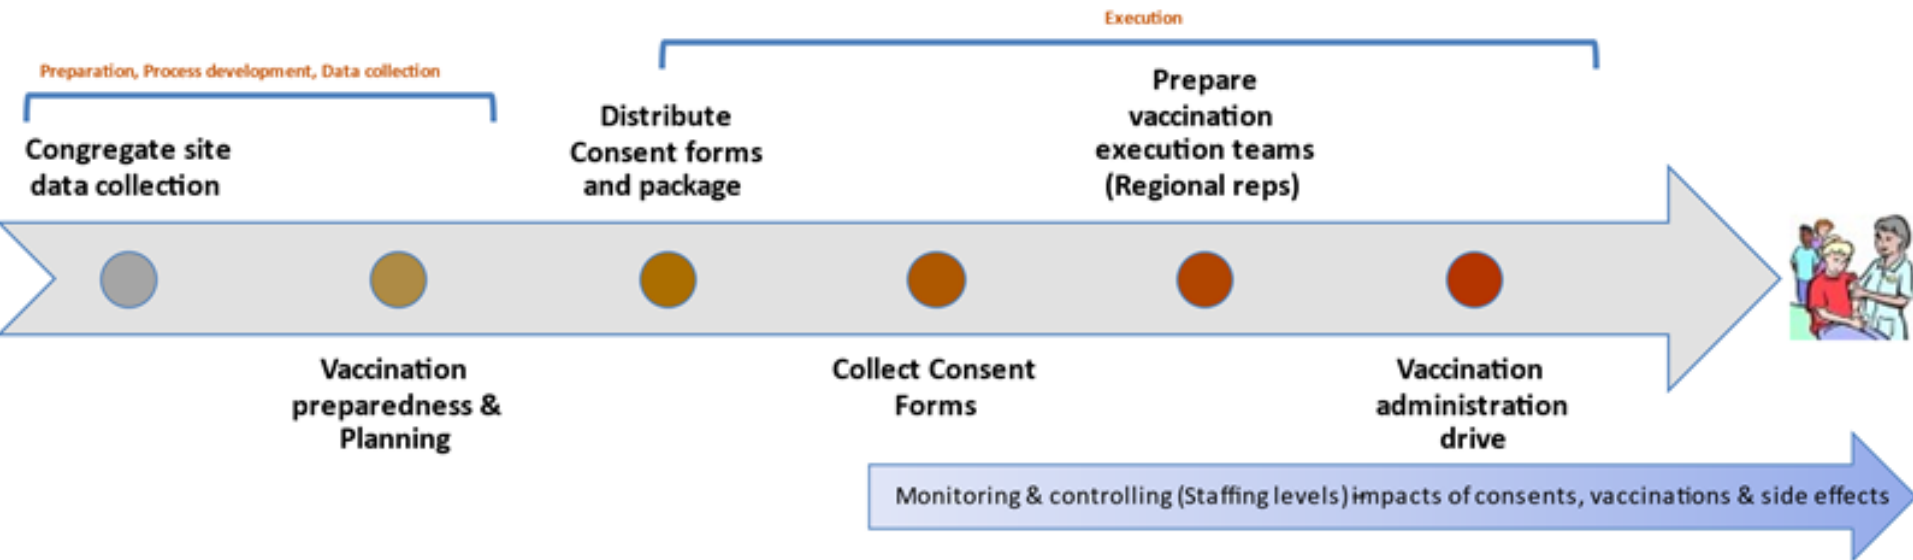 Execution
Preparation, Process development, Data collection
Congregate site
data collection
Distribute
Consent forms
and package
Prepare
vaccination
execution teams
(Regional reps)
Vaccination
preparedness &
Planning
Collect Consent
Forms
Vaccination
administration
drive
Monitoring & controlling (Staffing levels)-impacts of consents, vaccinations & side effects